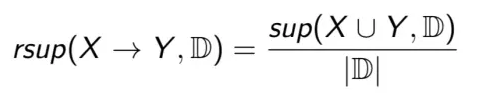 rsup(X → Y, 𝔻) = sup(X ∪ Y, 𝔻) / |𝔻|